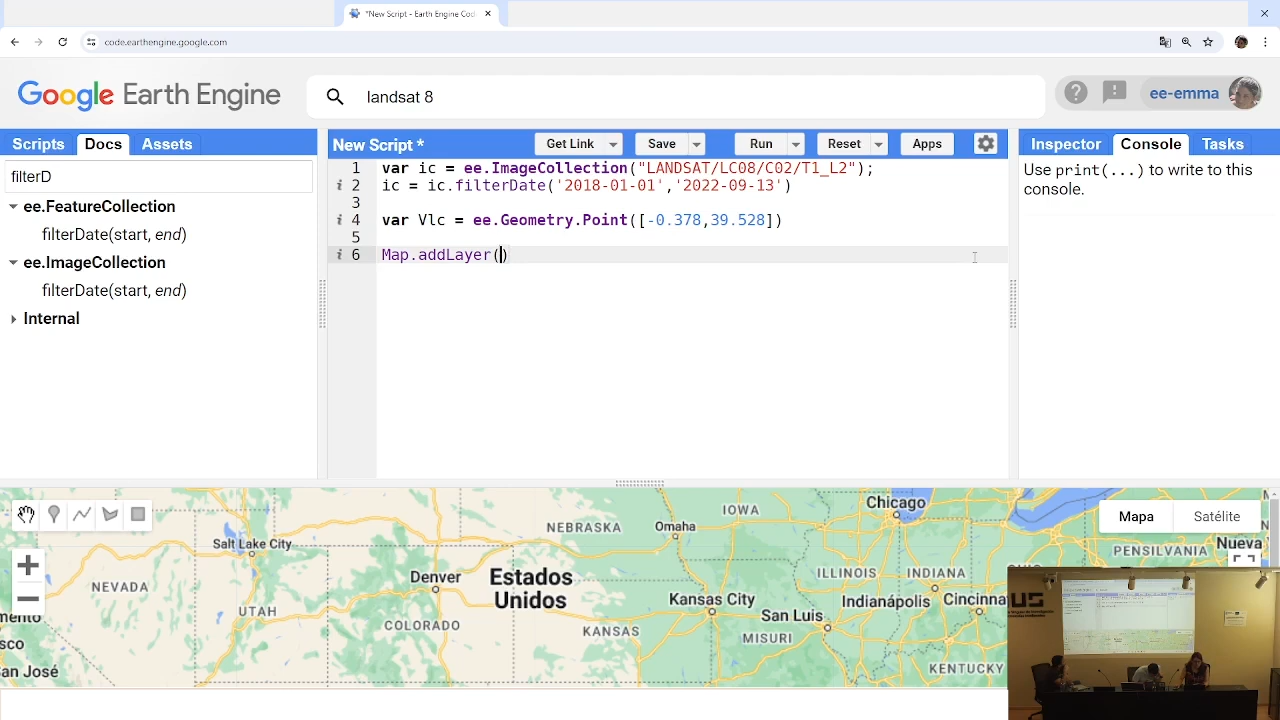 *New Script - Earth Engine Cod
code.earthengine.google.com
Google Earth Engine
landsat 8
ee-emma
Scripts Docs Assets
New Script *
Get Link Save Run Reset Apps
Inspector Console Tasks
filterD
ee.FeatureCollection
filterDate(start, end)
ee.ImageCollection
filterDate(start, end)
Internal
1 var ic = ee.ImageCollection("LANDSAT/LC08/C02/T1_L2");
i 2 ic = ic.filterDate('2018-01-01','2022-09-13')
3
i 4 var Vlc = ee.Geometry.Point([-0.378,39.528])
5
i 6 Map.addLayer()
Use print(...) to write to this
console.
Mapa Satélite
Chicago
IOWA
NEBRASKA
Omaha
Salt Lake City
PENSILVANIA
Nueva
NEVADA
Denver
Estados
Unidos
ILLINOIS
INDIANA
UTAH
Kansas City
Indianápolis
Cincinna
COLORADO
San Luis
KANSAS
MISURI
KENTUCKY
mento
sco
an José